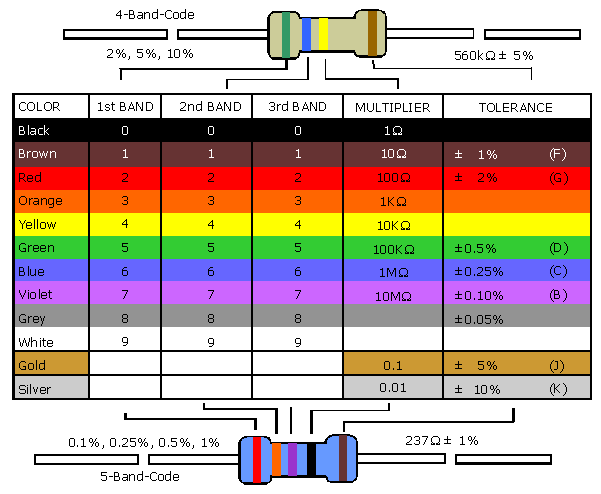 4-Band-Code
2%, 5%, 10%
560kΩ ± 5%
COLOR 1st BAND 2nd BAND 3rd BAND MULTIPLIER TOLERANCE
Black 0 0 0 1Ω
Brown 1 1 1 10Ω ± 1% (F)
Red 2 2 2 100Ω ± 2% (G)
Orange 3 3 3 1KΩ
Yellow 4 4 4 10KΩ
Green 5 5 5 100KΩ ±0.5% (D)
Blue 6 6 6 1MΩ ±0.25% (C)
Violet 7 7 7 10MΩ ±0.10% (B)
Grey 8 8 8 ±0.05%
White 9 9 9
Gold 0.1 ± 5% (J)
Silver 0.01 ± 10% (K)
0.1%, 0.25%, 0.5%, 1%
237Ω ± 1%
5-Band-Code